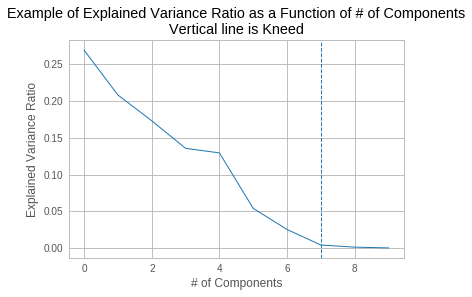 Example of Explained Variance Ratio as a Function of # of Components
Vertical line is Kneed
0.25
0.20
0.15
0.10
0.05
0.00
Explained Variance Ratio
0 2 4 6 8
# of Components